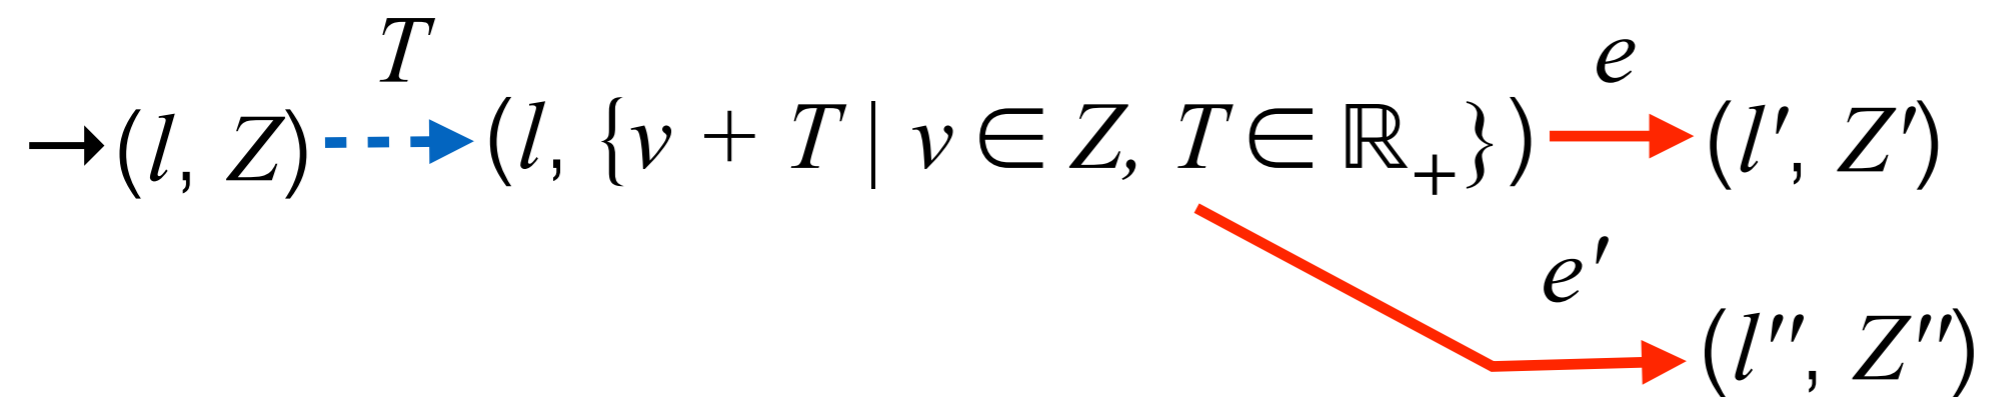 T e
→(l, Z) (l, {v + T | v ∈ Z, T ∈ ℝ₊}) (l′, Z′)
e′
(l′′, Z′′)